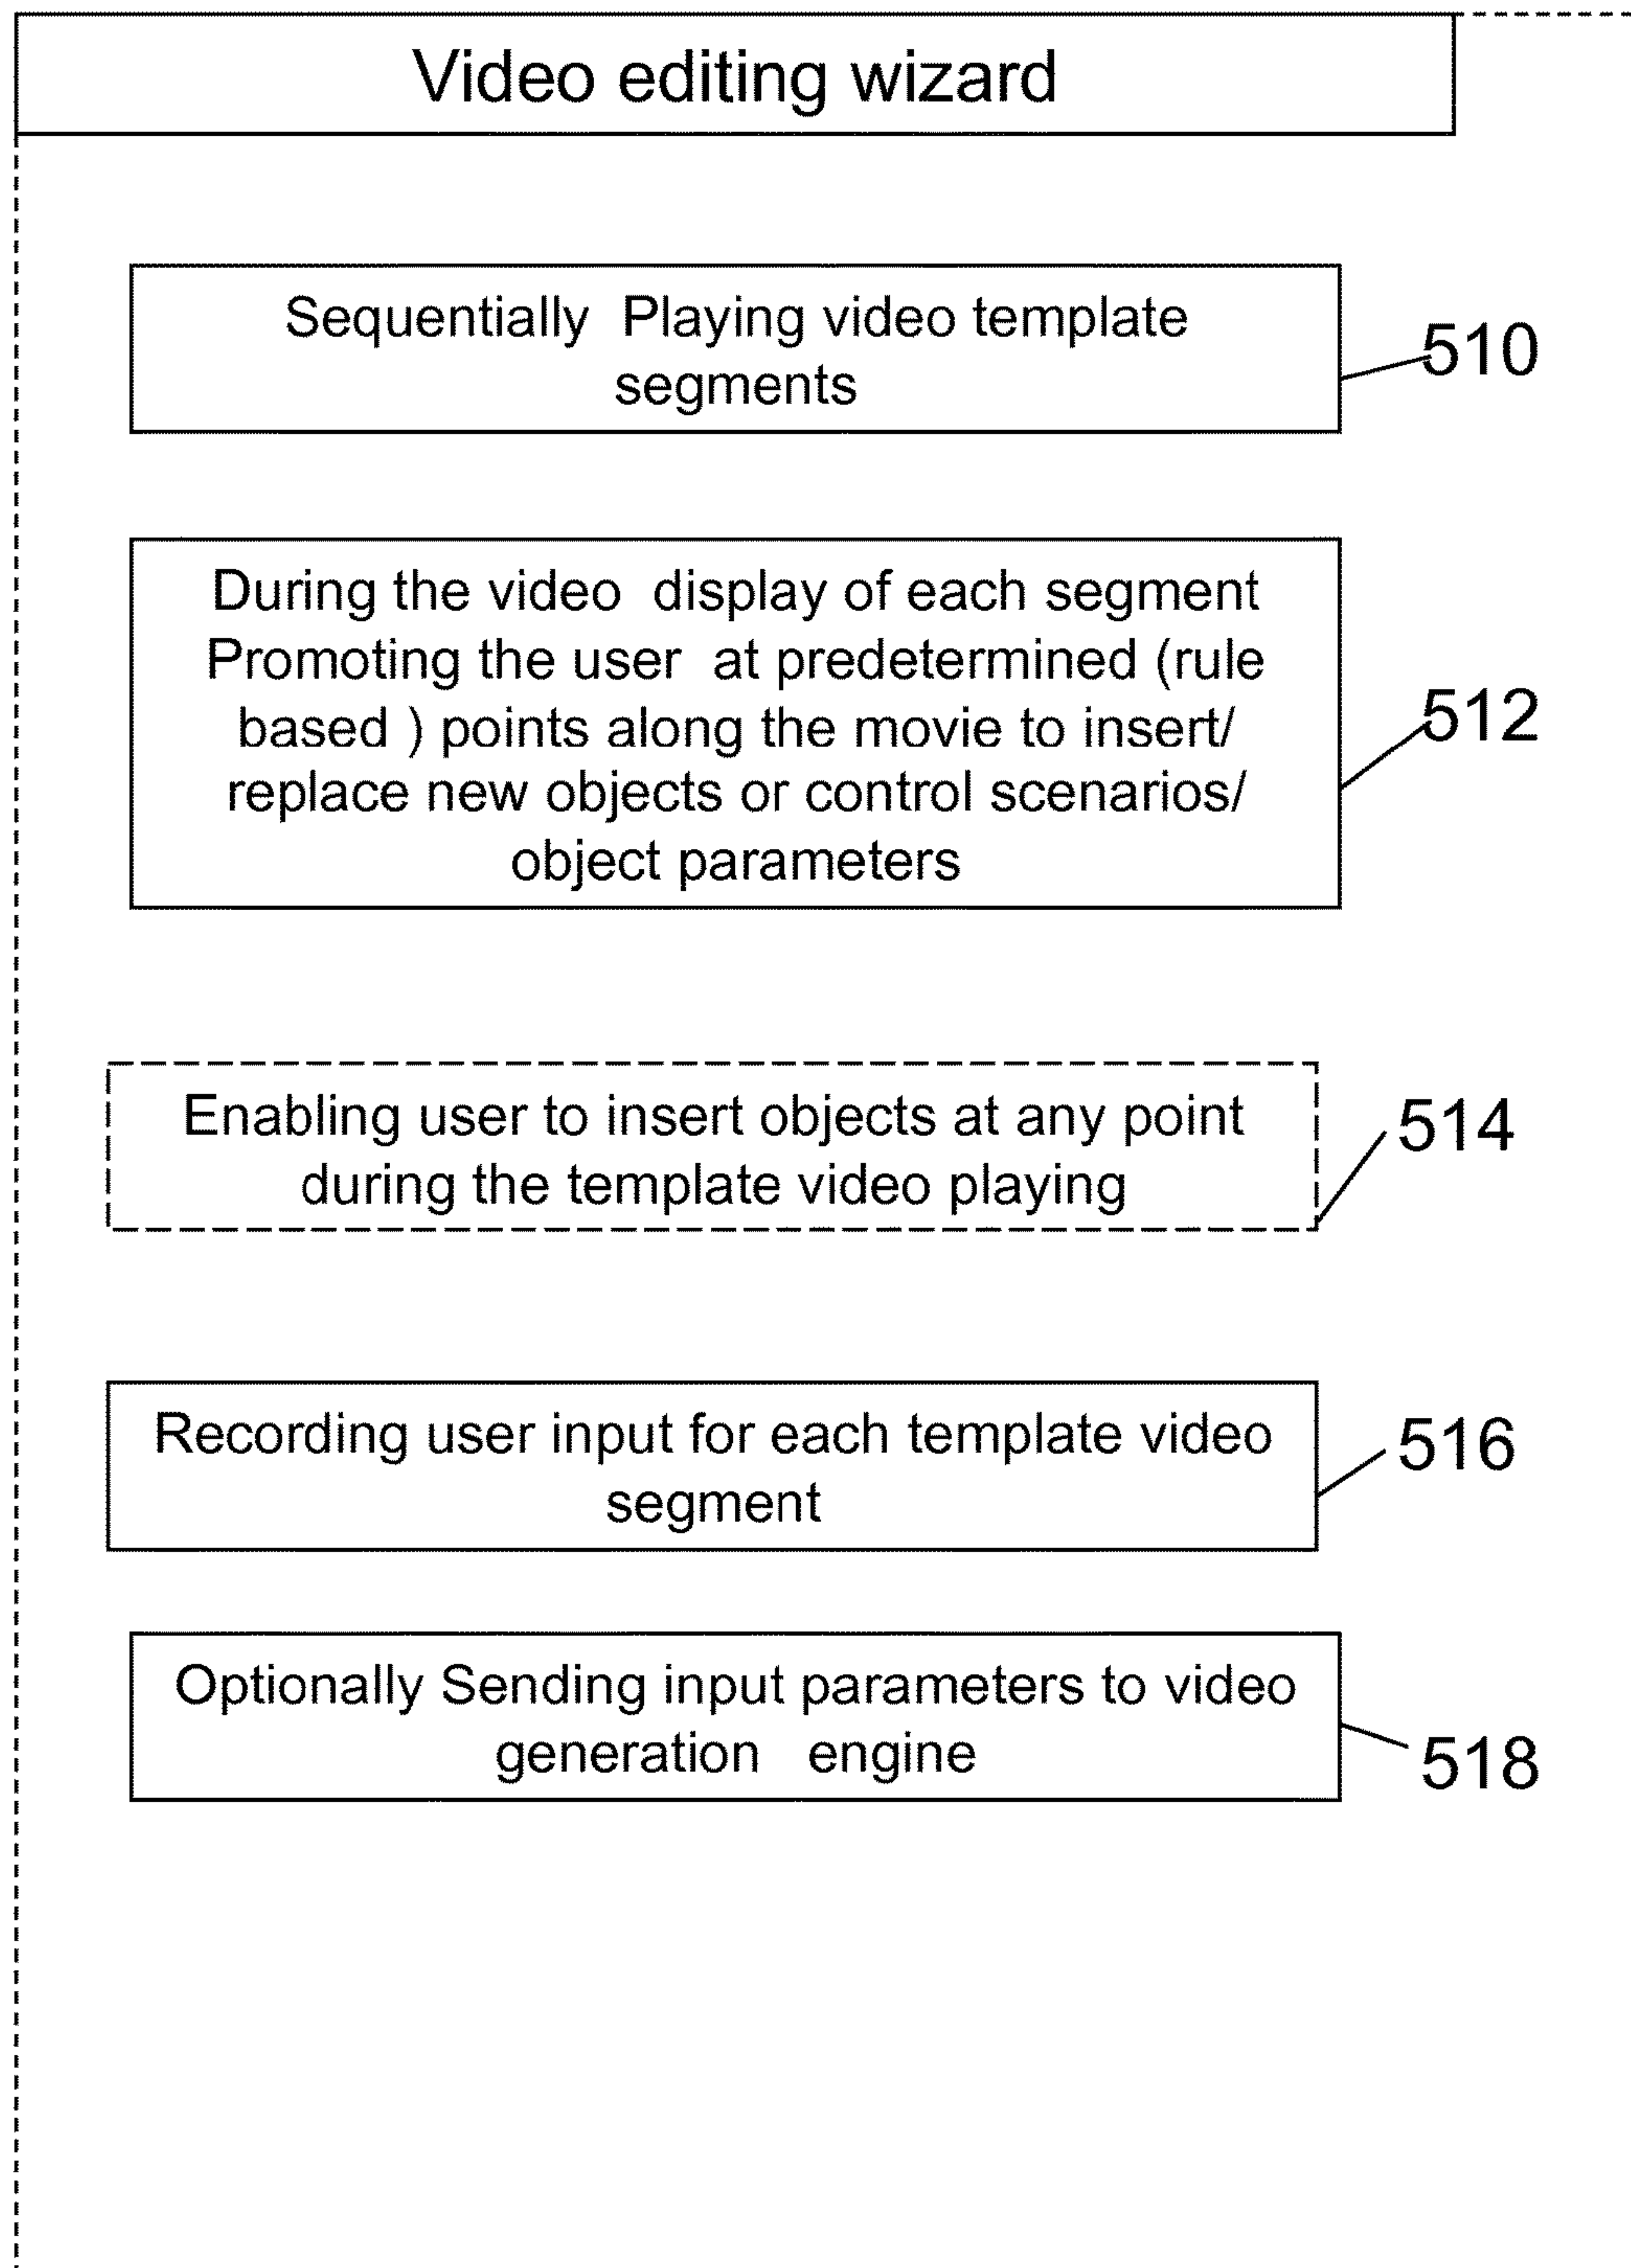 Video editing wizard
Sequentially Playing video template
segments
510
During the video display of each segment
Promoting the user at predetermined (rule
based ) points along the movie to insert/
replace new objects or control scenarios/
object parameters
512
Enabling user to insert objects at any point
during the template video playing
514
Recording user input for each template video
segment
516
Optionally Sending input parameters to video
generation engine
518